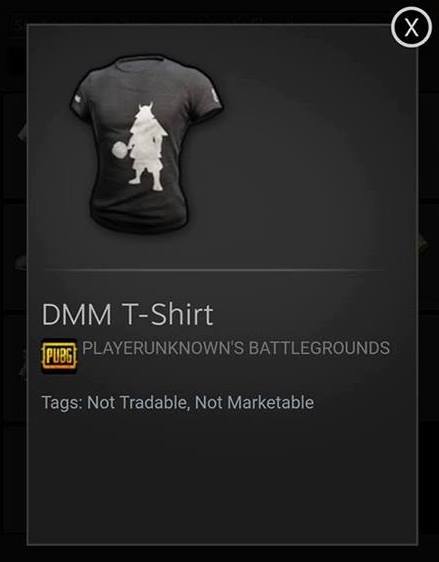 X
DMM T-Shirt
PUBG
PLAYERUNKNOWN'S BATTLEGROUNDS
Tags: Not Tradable, Not Marketable